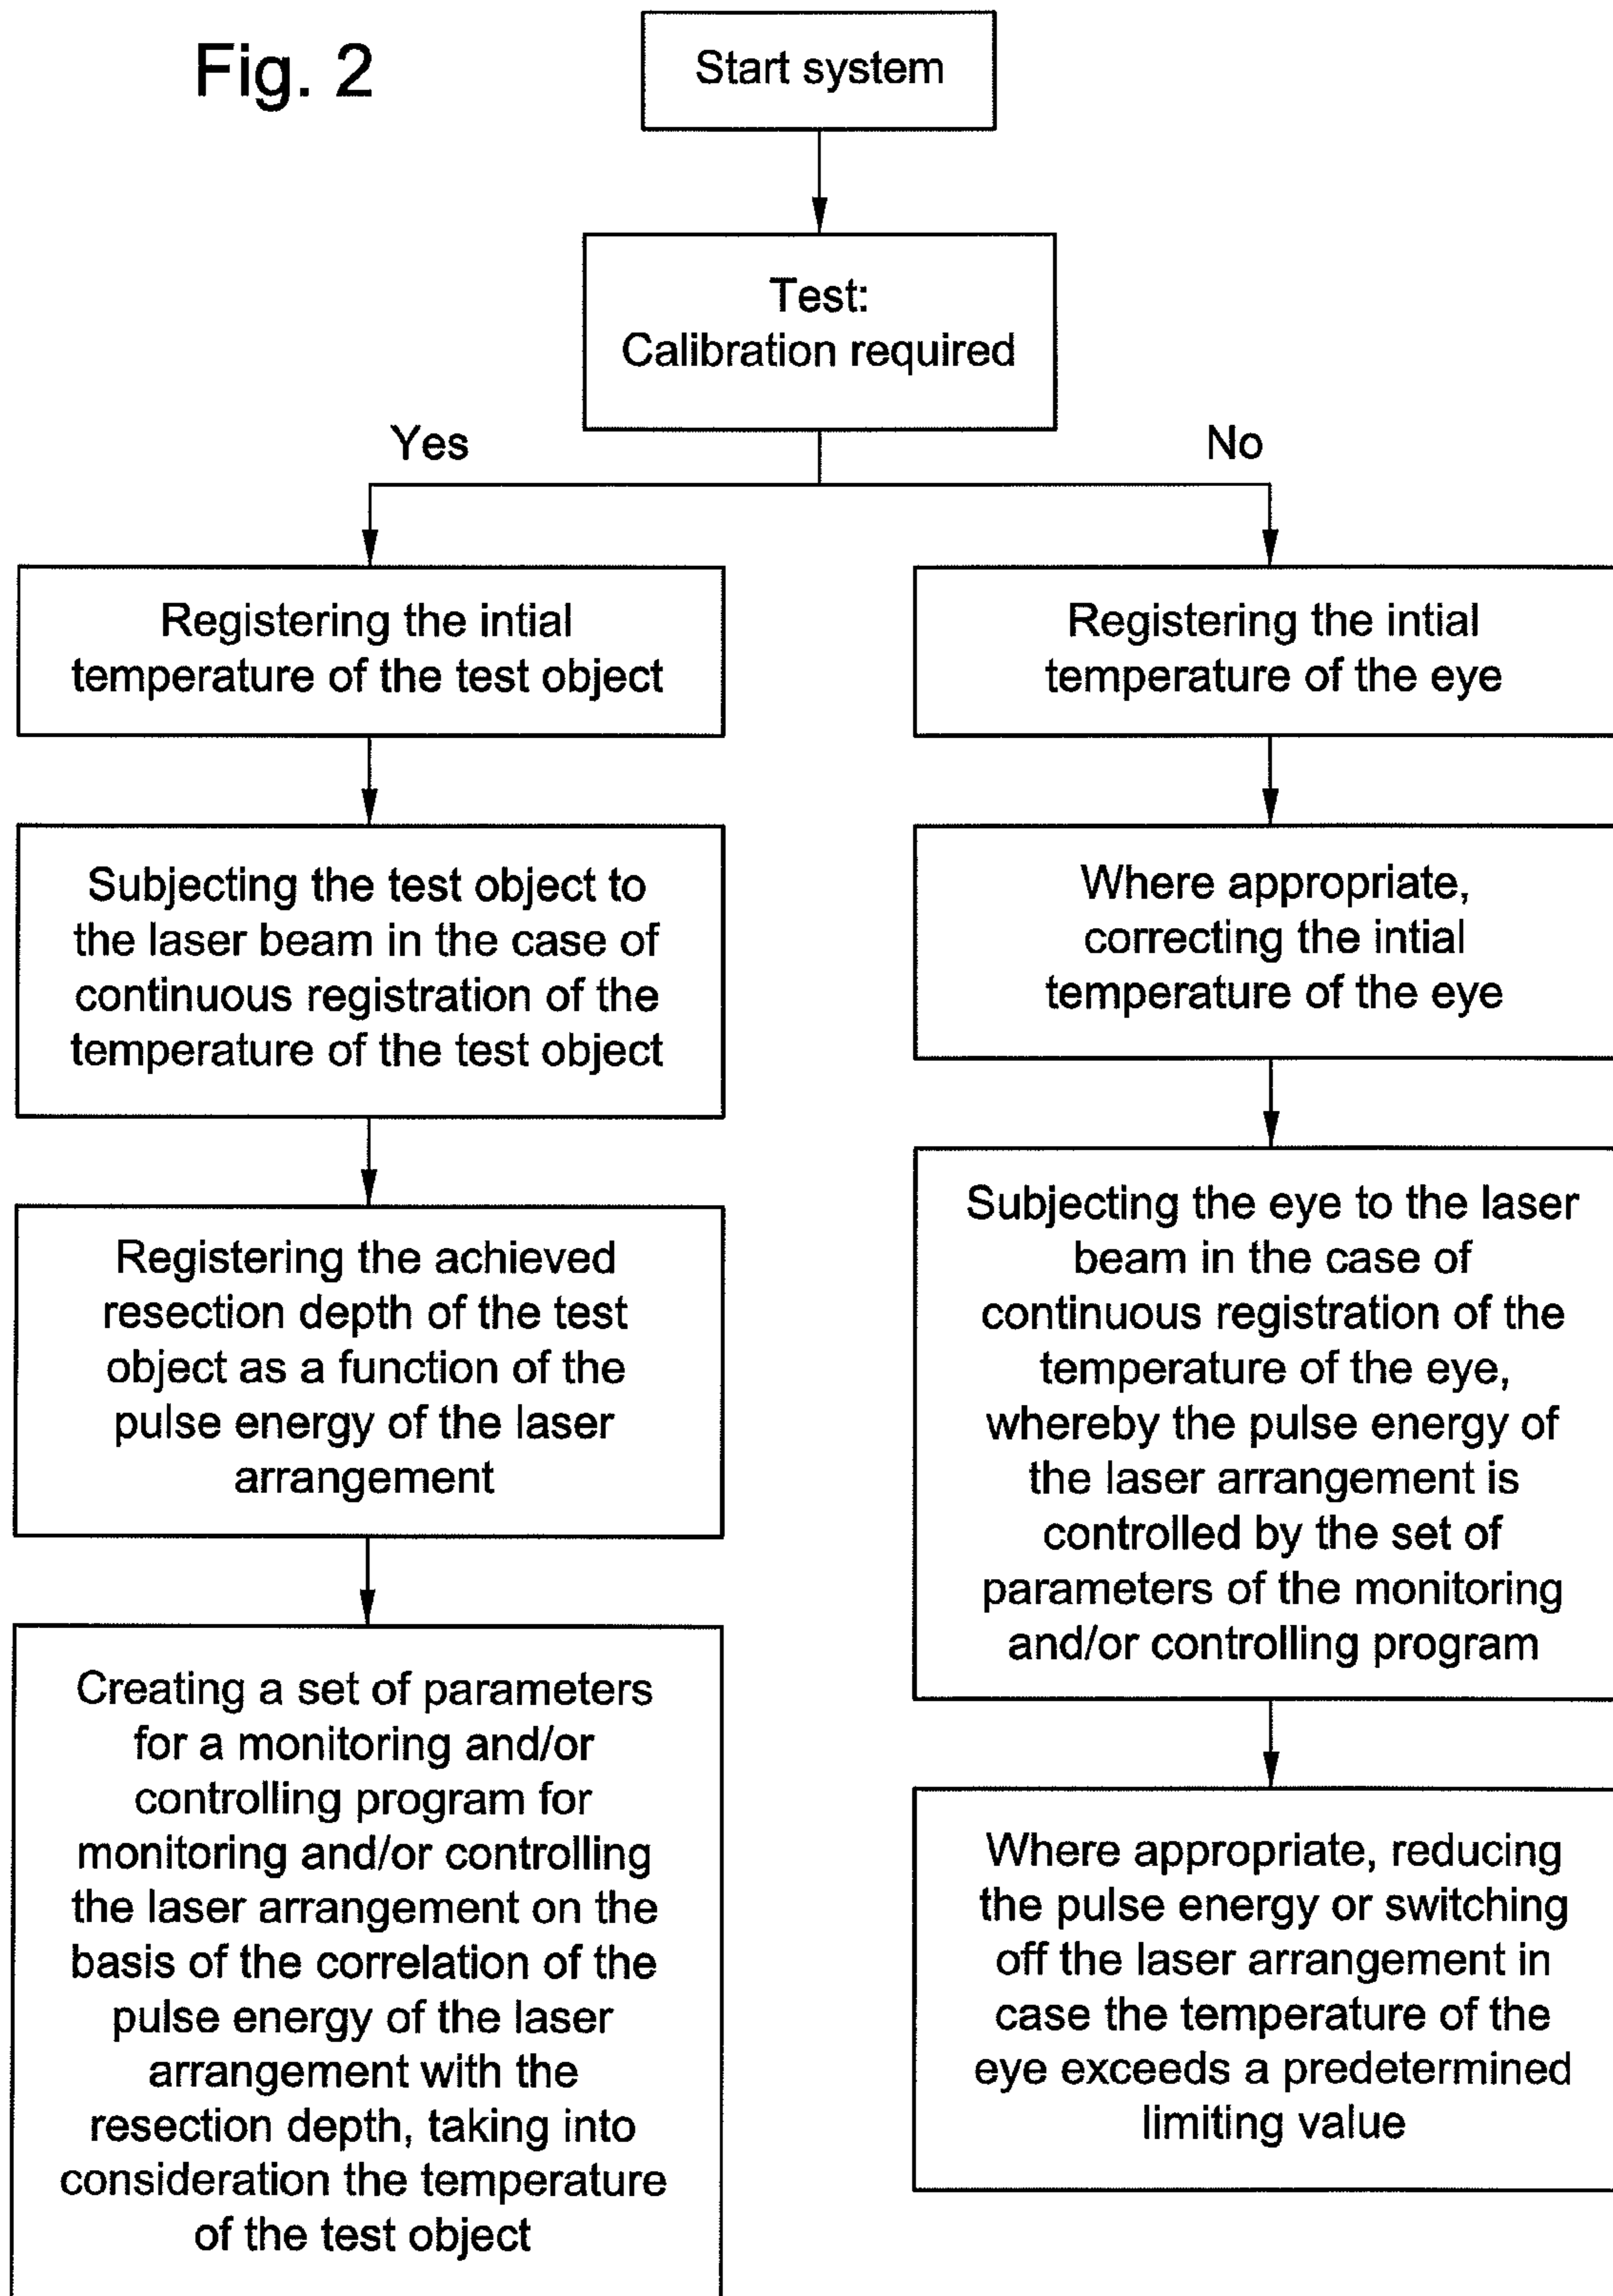 Fig. 2
Start system
Test:
Calibration required
Yes
No
Registering the intial
temperature of the test object
Subjecting the test object to
the laser beam in the case of
continuous registration of the
temperature of the test object
Registering the achieved
resection depth of the test
object as a function of the
pulse energy of the laser
arrangement
Creating a set of parameters
for a monitoring and/or
controlling program for
monitoring and/or controlling
the laser arrangement on the
basis of the correlation of the
pulse energy of the laser
arrangement with the
resection depth, taking into
consideration the temperature
of the test object
Registering the intial
temperature of the eye
Where appropriate,
correcting the intial
temperature of the eye
Subjecting the eye to the laser
beam in the case of
continuous registration of the
temperature of the eye,
whereby the pulse energy of
the laser arrangement is
controlled by the set of
parameters of the monitoring
and/or controlling program
Where appropriate, reducing
the pulse energy or switching
off the laser arrangement in
case the temperature of the
eye exceeds a predetermined
limiting value